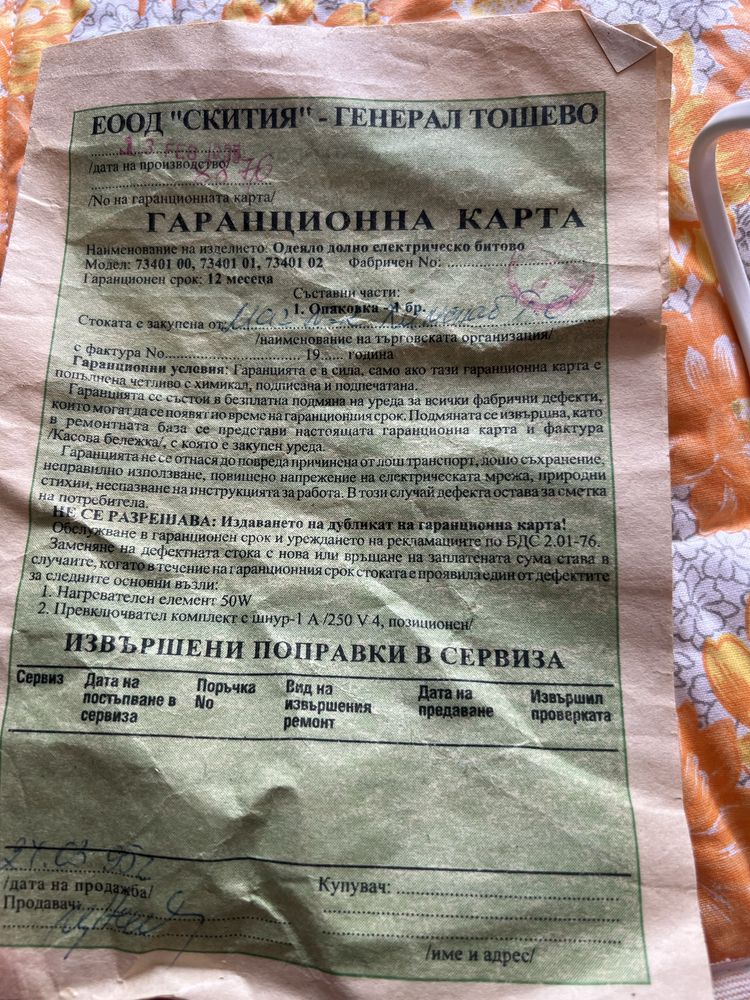 ЕООД "СКИТИЯ" - ГЕНЕРАЛ ТОШЕВО
/дата на производство/
/No на гаранционната карта/
ГАРАНЦИОННА КАРТА
Наименование на изделието: Одеяло долно електрическо битово
Модел: 73401 00, 73401 01, 73401 02 Фабричен No: ....................
Гаранционен срок: 12 месеца
Съставни части:
1. Опаковка - 1 бр.
Стоката е закупена от:
/наименование на търговската организация/
с фактура No.................... 19..... година
Гаранционни условия: Гаранцията е в сила, само ако тази гаранционна карта е
попълнена четливо с химикал, подписана и подпечатана.
Гаранцията се състои в безплатна подмяна на уреда за всички фабрични дефекти,
които могат да се появят по време на гаранционния срок. Подмяната се извършва, като
в ремонтната база се представи настоящата гаранционна карта и фактура
/Касова бележка/, с която е закупен уреда.
Гаранцията не се отнася до повреда причинена от лош транспорт, лошо съхранение,
неправилно използване, повишено напрежение на електрическата мрежа, природни
стихии, неспазване на инструкцията за работа. В този случай дефекта остава за сметка
на потребителя.
НЕ СЕ РАЗРЕШАВА: Издаването на дубликат на гаранционна карта!
Обслужване в гаранционен срок и уреждането на рекламациите по БДС 2.01-76.
Заменяне на дефектната стока с нова или връщане на заплатената сума става в
случаите, когато в течение на гаранционния срок стоката е проявила един от дефектите
за следните основни възли:
1. Нагревателен елемент 50W
2. Превключвател комплект с шнур-1 А /250 V 4, позиционен/
ИЗВЪРШЕНИ ПОПРАВКИ В СЕРВИЗА
Сервиз Дата на постъпване в сервиза Поръчка No Вид на извършения ремонт Дата на предаване Извършил проверката
/дата на продажба/
Купувач: ....................
Продавач:
/име и адрес/